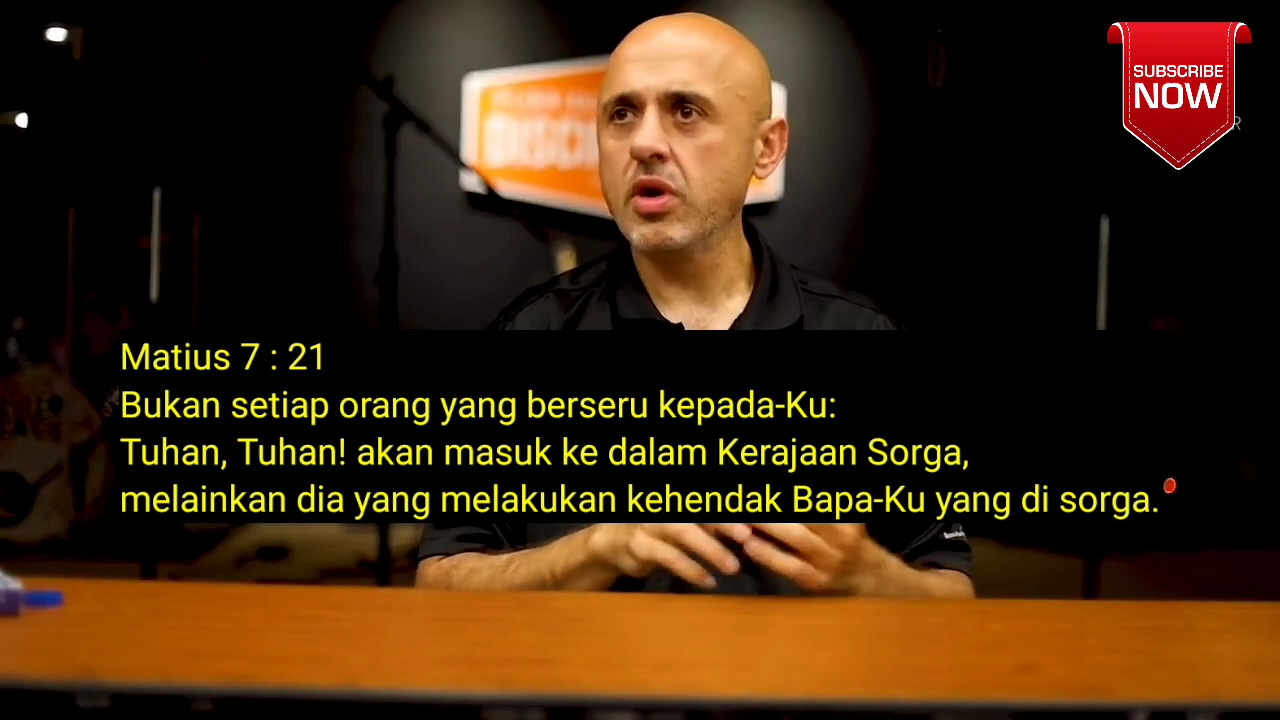 SUBSCRIBE
NOW
R
Matius 7 : 21
Bukan setiap orang yang berseru kepada-Ku:
Tuhan, Tuhan! akan masuk ke dalam Kerajaan Sorga,
melainkan dia yang melakukan kehendak Bapa-Ku yang di sorga.